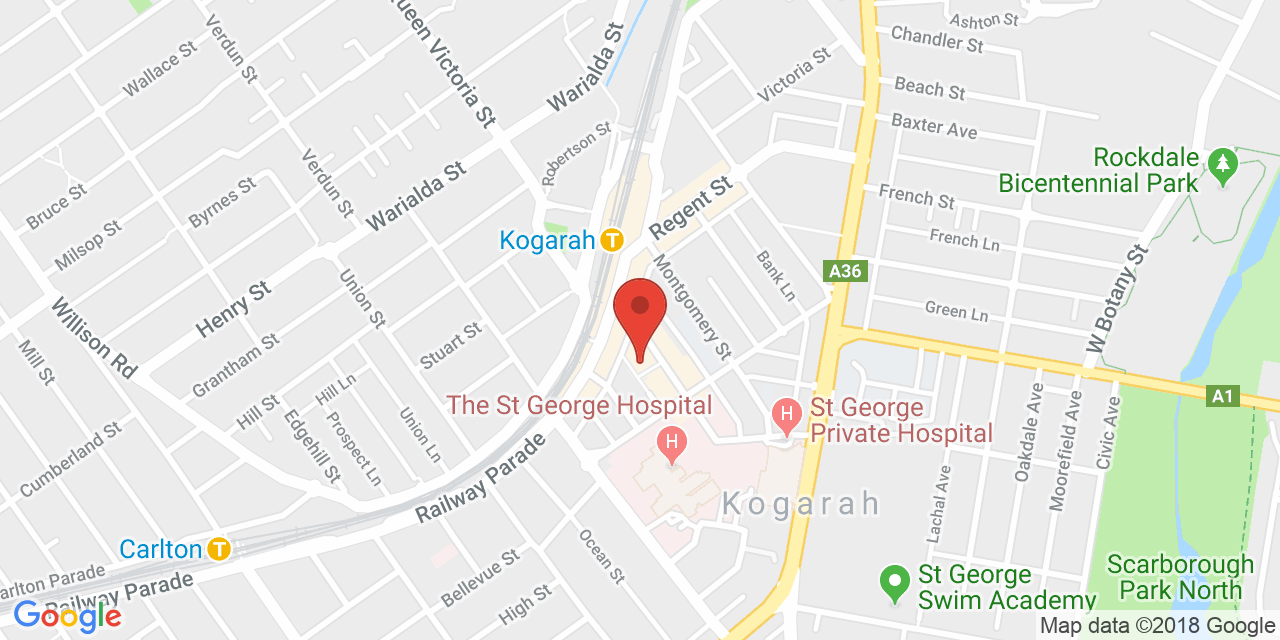 Ashton St
Chandler St
Wallace St
Verdun St
Queen Victoria St
Warialda St
Victoria St
Beach St
Baxter Ave
Robertson St
Rockdale
Bicentennial Park
Verdun St
Warialda St
Bruce St
Byrnes St
Milsop St
French St
French Ln
Regent St
Kogarah
T
Montgomery St
Bank Ln
A36
W Botany St
Green Ln
Union St
Henry St
Willison Rd
Stuart St
Grantham St
Mill St
Hill Ln
Hill St
A1
The St George Hospital
H
H
St George
Private Hospital
Edgehill St
Prospect Ln
Union Ln
Cumberland St
Railway Parade
Oakdale Ave
Moorefield Ave
Civic Ave
Lachal Ave
Kogarah
Carlton
T
Ocean St
Bellevue St
High St
Carlton Parade
Railway Parade
St George
Swim Academy
Scarborough
Park North
Google
Map data ©2018 Google